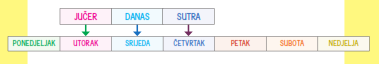 JUČER DANAS SUTRA
PONEDJELJAK UTORAK SRIJEDA ČETVRTAK PETAK SUBOTA NEDJELJA